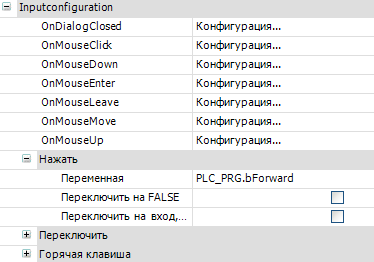 Inputconfiguration
OnDialogClosed Конфигурация...
OnMouseClick Конфигурация...
OnMouseDown Конфигурация...
OnMouseEnter Конфигурация...
OnMouseLeave Конфигурация...
OnMouseMove Конфигурация...
OnMouseUp Конфигурация...
Нажать
Переменная PLC_PRG.bForward
Переключить на FALSE
Переключить на вход,...
Переключить
Горячая клавиша